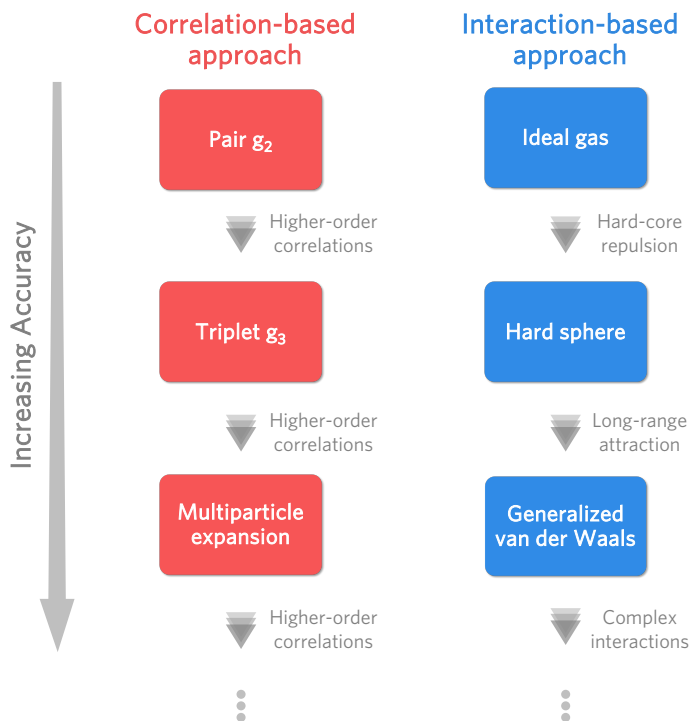 Correlation-based
approach
Interaction-based
approach
Increasing Accuracy
Pair g₂
Ideal gas
Higher-order
correlations
Hard-core
repulsion
Triplet g₃
Hard sphere
Higher-order
correlations
Long-range
attraction
Multiparticle
expansion
Generalized
van der Waals
Higher-order
correlations
Complex
interactions